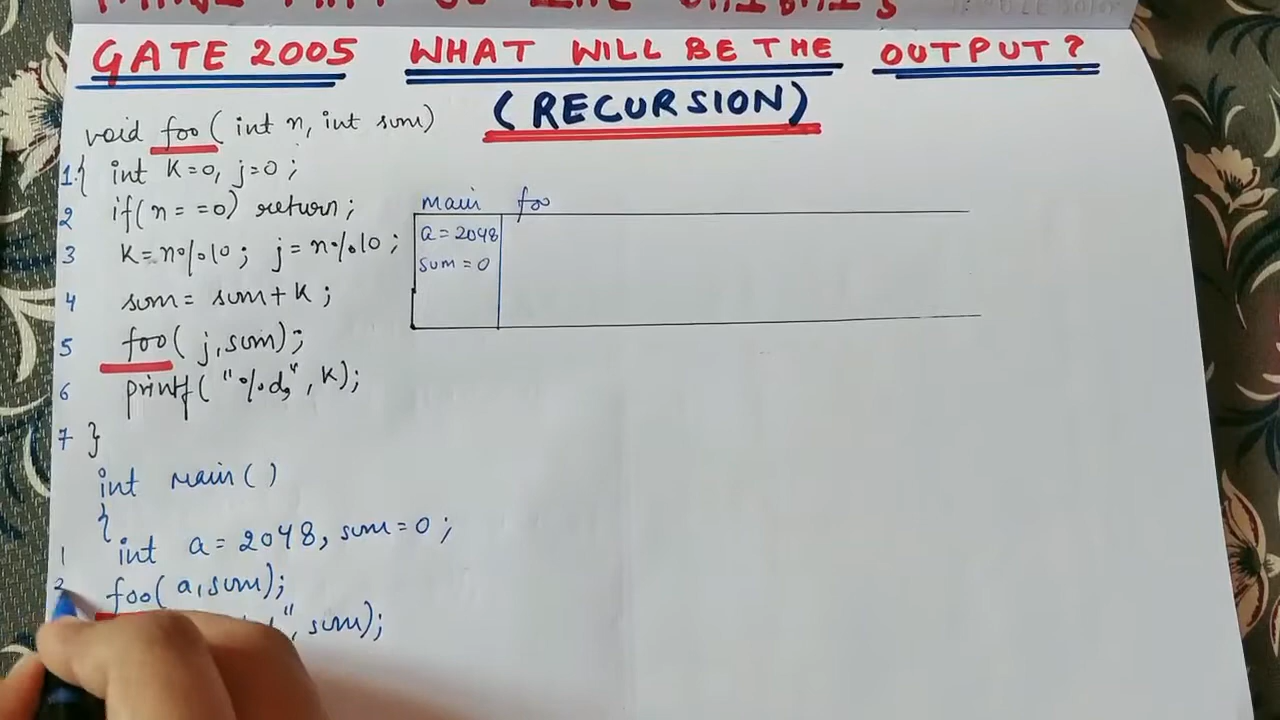 GATE 2005 WHAT WILL BE THE OUTPUT?
(RECURSION)
void foo (int n, int sum)
1 { int K=0, j=0 ;
2 if(n==0) return;
3 K=n%10; j=n%10;
4 sum= sum+K;
5 foo( j,sum);
6 printf( "%d,", K);
7 }
int main()
{
1 int a=2048, sum=0;
2 foo(a,sum);
", sum);
main foo
a=2048
sum=0